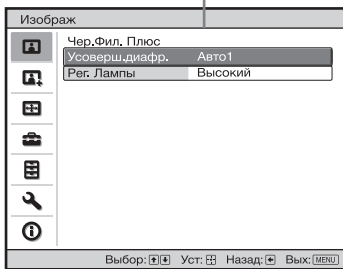 Изображ
Чер.Фил. Плюс
Усоверш.диафр. Авто1
Рег. Лампы Высокий
Выбор: Уст: Назад: Вых: MENU